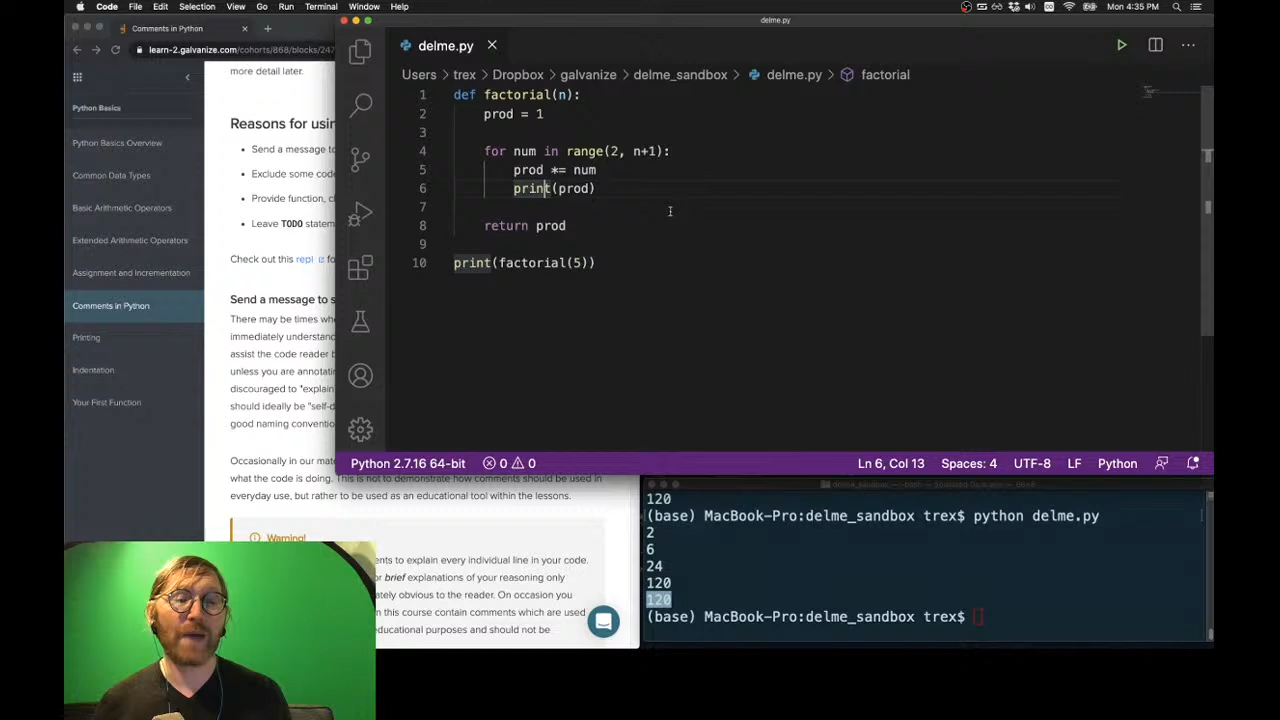 Code File Edit Selection View Go Run Terminal Window Help
Mon 4:35 PM
Comments in Python
learn-2.galvanize.com/cohorts/868/blocks/247
Python Basics
Python Basics Overview
Common Data Types
Basic Arithmetic Operators
Extended Arithmetic Operators
Assignment and Incrementation
Comments in Python
Printing
Indentation
Your First Function
more detail later.
Reasons for usin
Send a message to
Exclude some cod
Provide function, c
Leave TODO statem
Check out this repl fo
Send a message to s
There may be times wh
immediately understan
assist the code reader b
unless you are annotatin
discouraged to "explain
should ideally be "self-d
good naming conventio
Occasionally in our mate
what the code is doing. This is not to demonstrate how comments should be used in
everyday use, but rather to be used as an educational tool within the lessons.
Warning!
ents to explain every individual line in your code.
or brief explanations of your reasoning only
ately obvious to the reader. On occasion you
n this course contain comments which are used
educational purposes and should not be
delme.py
delme.py
Users > trex > Dropbox > galvanize > delme_sandbox > delme.py > factorial
1 def factorial(n):
2 prod = 1
3
4 for num in range(2, n+1):
5 prod *= num
6 print(prod)
7
8 return prod
9
10 print(factorial(5))
Python 2.7.16 64-bit 0 0 Ln 6, Col 13 Spaces: 4 UTF-8 LF Python
120
(base) MacBook-Pro:delme_sandbox trex$ python delme.py
2
6
24
120
120
(base) MacBook-Pro:delme_sandbox trex$